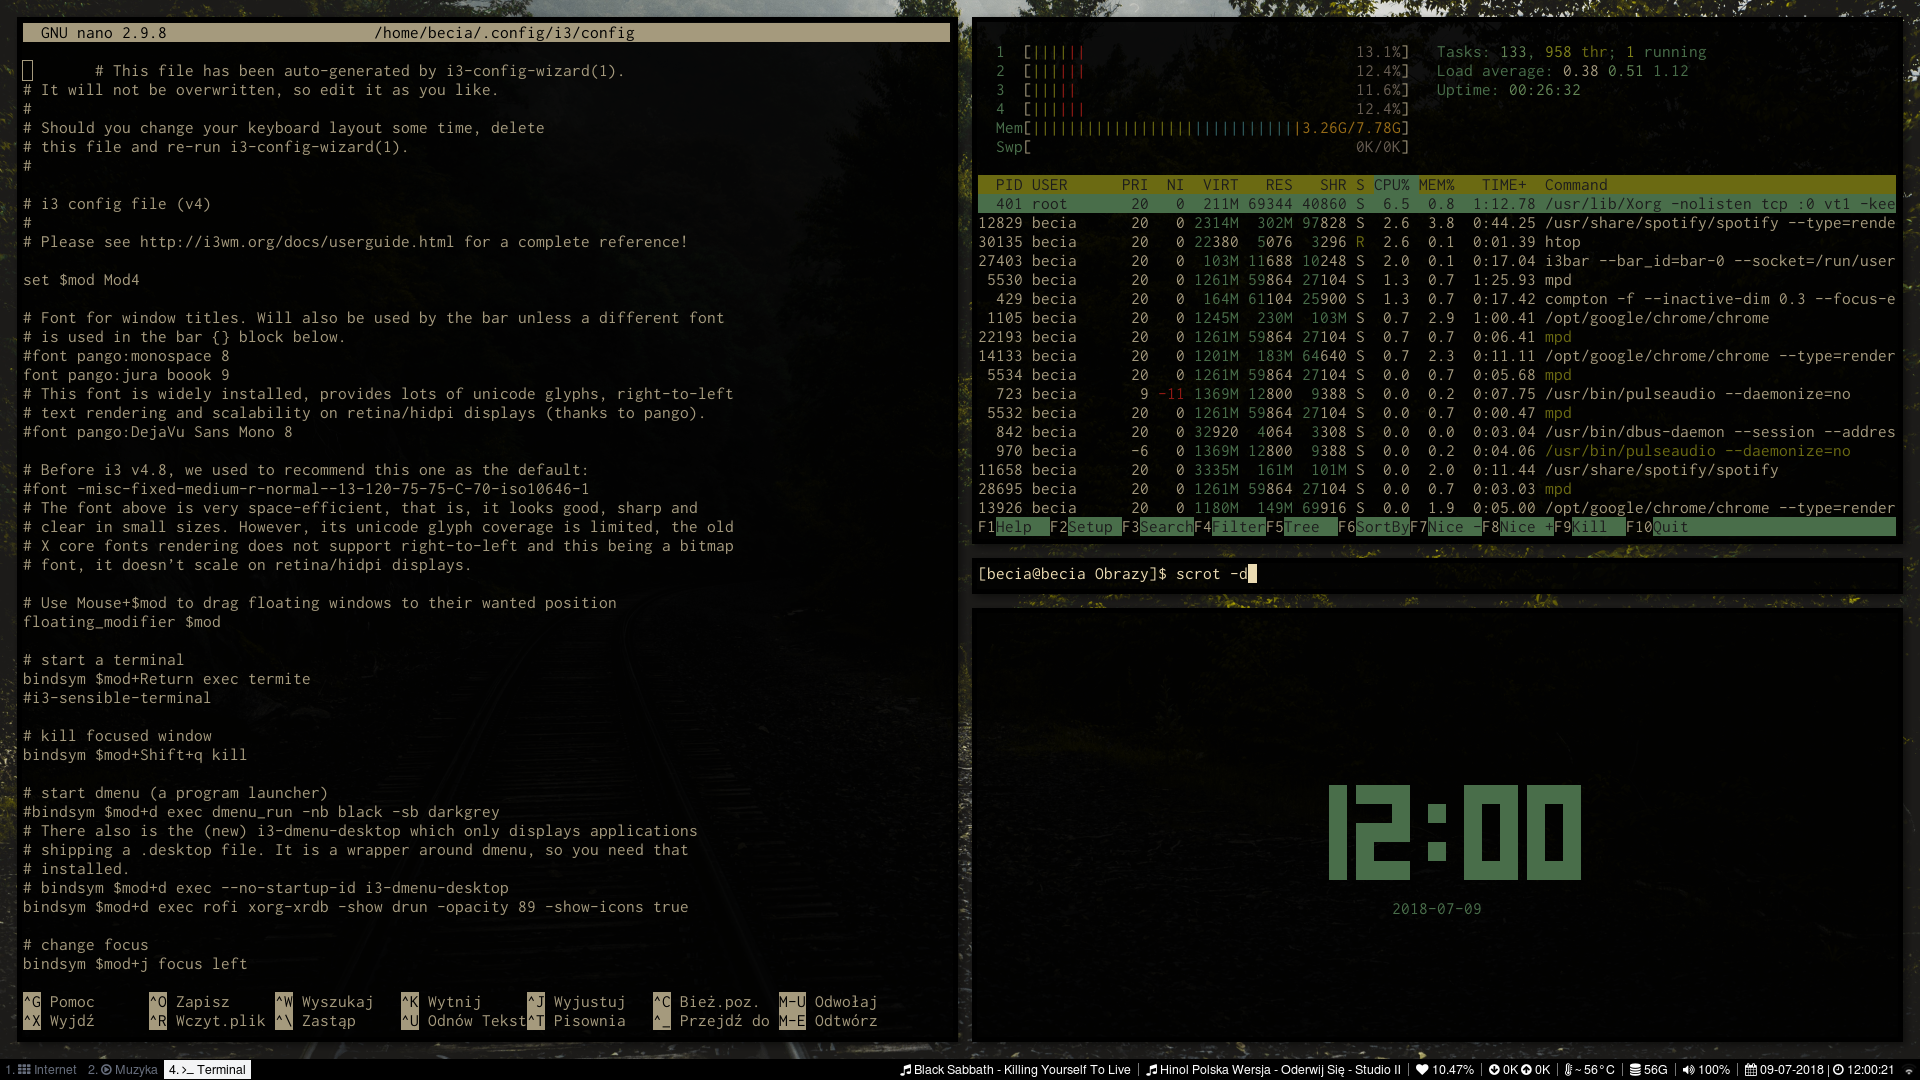 GNU nano 2.9.8 /home/becia/.config/i3/config
# This file has been auto-generated by i3-config-wizard(1).
# It will not be overwritten, so edit it as you like.
#
# Should you change your keyboard layout some time, delete
# this file and re-run i3-config-wizard(1).
#
# i3 config file (v4)
#
# Please see http://i3wm.org/docs/userguide.html for a complete reference!
set $mod Mod4
# Font for window titles. Will also be used by the bar unless a different font
# is used in the bar {} block below.
#font pango:monospace 8
font pango:jura boook 9
# This font is widely installed, provides lots of unicode glyphs, right-to-left
# text rendering and scalability on retina/hidpi displays (thanks to pango).
#font pango:DejaVu Sans Mono 8
# Before i3 v4.8, we used to recommend this one as the default:
#font -misc-fixed-medium-r-normal--13-120-75-75-C-70-iso10646-1
# The font above is very space-efficient, that is, it looks good, sharp and
# clear in small sizes. However, its unicode glyph coverage is limited, the old
# X core fonts rendering does not support right-to-left and this being a bitmap
# font, it doesn’t scale on retina/hidpi displays.
# Use Mouse+$mod to drag floating windows to their wanted position
floating_modifier $mod
# start a terminal
bindsym $mod+Return exec termite
#i3-sensible-terminal
# kill focused window
bindsym $mod+Shift+q kill
# start dmenu (a program launcher)
#bindsym $mod+d exec dmenu_run -nb black -sb darkgrey
# There also is the (new) i3-dmenu-desktop which only displays applications
# shipping a .desktop file. It is a wrapper around dmenu, so you need that
# installed.
# bindsym $mod+d exec --no-startup-id i3-dmenu-desktop
bindsym $mod+d exec rofi xorg-xrdb -show drun -opacity 89 -show-icons true
# change focus
bindsym $mod+j focus left
^G Pomoc ^O Zapisz ^W Wyszukaj ^K Wytnij ^J Wyjustuj ^C Bież.poz. M-U Odwołaj
^X Wyjdź ^R Wczyt.plik ^\ Zastąp ^U Odnów Tekst ^T Pisownia ^_ Przejdź do M-E Odtwórz
1 [|||||| 13.1%] Tasks: 133, 958 thr; 1 running
2 [|||||| 12.4%] Load average: 0.38 0.51 1.12
3 [||||| 11.6%] Uptime: 00:26:32
4 [|||||| 12.4%]
Mem[||||||||||||||||||||||||||||||3.26G/7.78G]
Swp[ 0K/0K]
PID USER PRI NI VIRT RES SHR S CPU% MEM% TIME+ Command
401 root 20 0 211M 69344 40860 S 6.5 0.8 1:12.78 /usr/lib/Xorg -nolisten tcp :0 vt1 -kee
12829 becia 20 0 2314M 302M 97828 S 2.6 3.8 0:44.25 /usr/share/spotify/spotify --type=rende
30135 becia 20 0 22380 5076 3296 R 2.6 0.1 0:01.39 htop
27403 becia 20 0 103M 11688 10248 S 2.0 0.1 0:17.04 i3bar --bar_id=bar-0 --socket=/run/user
5530 becia 20 0 1261M 59864 27104 S 1.3 0.7 1:25.93 mpd
429 becia 20 0 164M 61104 25900 S 1.3 0.7 0:17.42 compton -f --inactive-dim 0.3 --focus-e
1105 becia 20 0 1245M 230M 103M S 0.7 2.9 1:00.41 /opt/google/chrome/chrome
22193 becia 20 0 1261M 59864 27104 S 0.7 0.7 0:06.41 mpd
14133 becia 20 0 1201M 183M 64640 S 0.7 2.3 0:11.11 /opt/google/chrome/chrome --type=render
5534 becia 20 0 1261M 59864 27104 S 0.0 0.7 0:05.68 mpd
723 becia 9 -11 1369M 12800 9388 S 0.0 0.2 0:07.75 /usr/bin/pulseaudio --daemonize=no
5532 becia 20 0 1261M 59864 27104 S 0.0 0.7 0:00.47 mpd
842 becia 20 0 32920 4064 3308 S 0.0 0.0 0:03.04 /usr/bin/dbus-daemon --session --addres
970 becia -6 0 1369M 12800 9388 S 0.0 0.2 0:04.06 /usr/bin/pulseaudio --daemonize=no
11658 becia 20 0 3335M 161M 101M S 0.0 2.0 0:11.44 /usr/share/spotify/spotify
28695 becia 20 0 1261M 59864 27104 S 0.0 0.7 0:03.03 mpd
13926 becia 20 0 1180M 149M 69916 S 0.0 1.9 0:05.00 /opt/google/chrome/chrome --type=render
F1Help F2Setup F3SearchF4FilterF5Tree F6SortByF7Nice -F8Nice +F9Kill F10Quit
[becia@becia Obrazy]$ scrot -d
12:00
2018-07-09
1. Internet 2. Muzyka 4. >_ Terminal Black Sabbath - Killing Yourself To Live | Hinol Polska Wersja - Oderwij Się - Studio II | 10.47% | 0K 0K | ~ 56°C | 56G | 100% | 09-07-2018 | 12:00:21